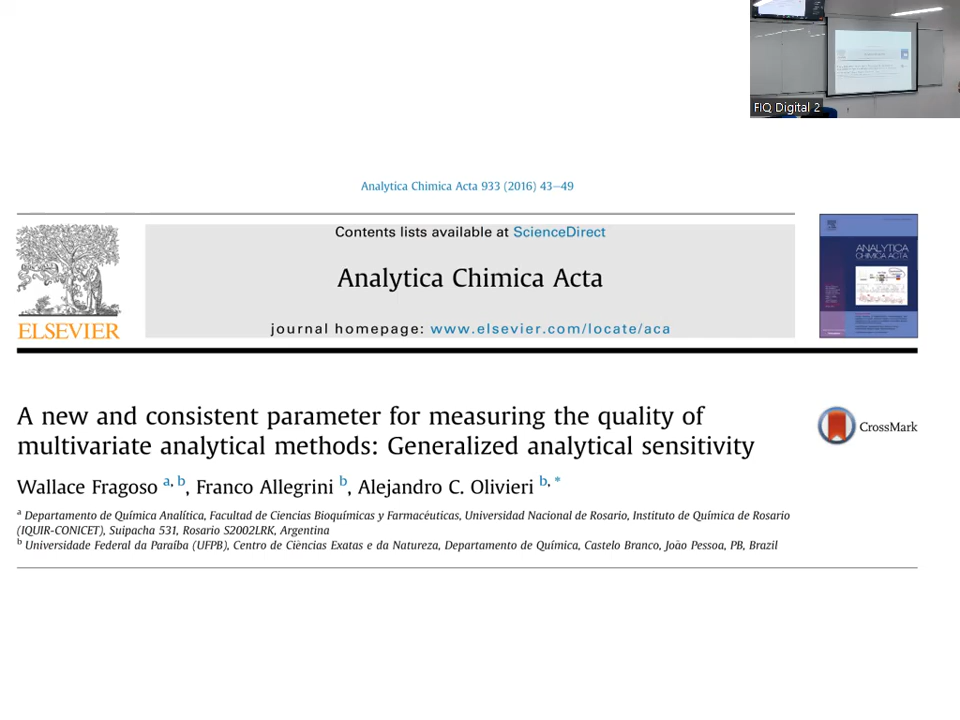 FIQ Digital 2
Analytica Chimica Acta 933 (2016) 43–49
Contents lists available at ScienceDirect
Analytica Chimica Acta
journal homepage: www.elsevier.com/locate/aca
ELSEVIER
ANALYTICA
CHIMICA ACTA
A new and consistent parameter for measuring the quality of
multivariate analytical methods: Generalized analytical sensitivity
CrossMark
Wallace Fragoso a, b, Franco Allegrini b, Alejandro C. Olivieri b, *
a Departamento de Química Analítica, Facultad de Ciencias Bioquímicas y Farmacéuticas, Universidad Nacional de Rosario, Instituto de Química de Rosario
(IQUIR-CONICET), Suipacha 531, Rosario S2002LRK, Argentina
b Universidade Federal da Paraíba (UFPB), Centro de Ciências Exatas e da Natureza, Departamento de Química, Castelo Branco, João Pessoa, PB, Brazil